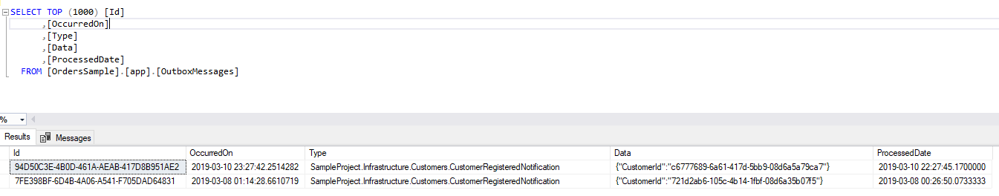 SELECT TOP (1000) [Id]
,[OccurredOn]
,[Type]
,[Data]
,[ProcessedDate]
FROM [OrdersSample].[app].[OutboxMessages]
%
Results Messages
Id OccurredOn Type Data ProcessedDate
94D50C3E-4B0D-461A-AEAB-417D8B951AE2 2019-03-10 23:27:42.2514282 SampleProject.Infrastructure.Customers.CustomerRegisteredNotification {"CustomerId":"c6777689-6a61-417d-5bb9-08d6a5a79ca7"} 2019-03-10 22:27:45.1700000
7FE398BF-6D4B-4A06-A541-F705DAD64831 2019-03-08 01:14:28.6610719 SampleProject.Infrastructure.Customers.CustomerRegisteredNotification {"CustomerId":"721d2ab6-105c-4b14-1fbf-08d6a35b07f5"} 2019-03-08 00:26:50.0733333